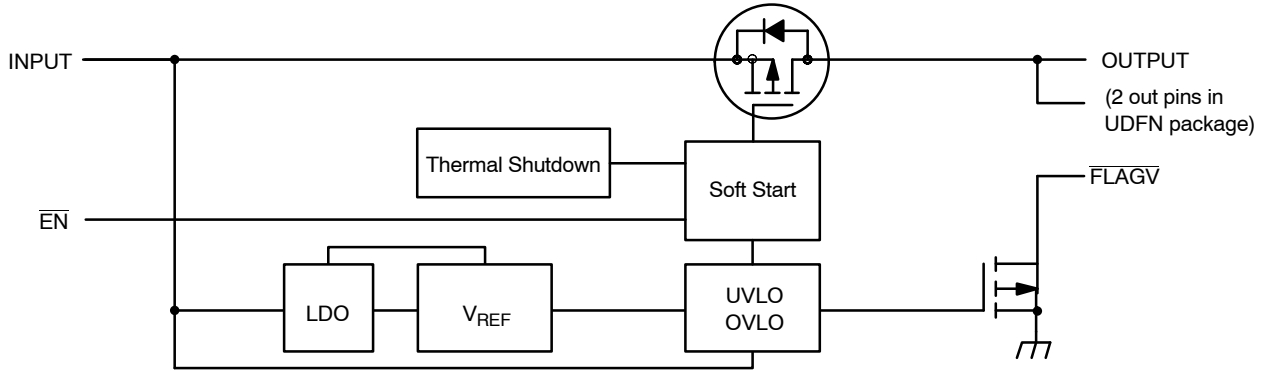 INPUT
OUTPUT
(2 out pins in
UDFN package)
Thermal Shutdown
Soft Start
FLAGV
EN
LDO
VREF
UVLO
OVLO